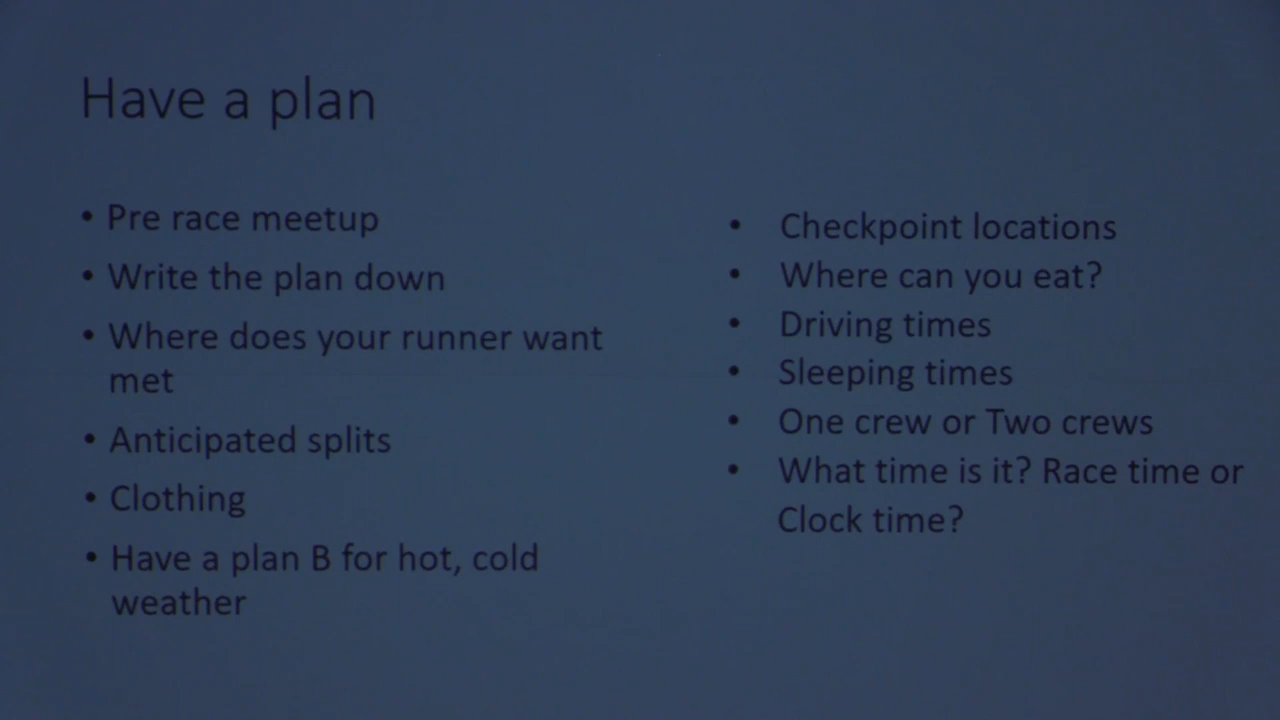 Have a plan
• Pre race meetup
• Write the plan down
• Where does your runner want
met
• Anticipated splits
• Clothing
• Have a plan B for hot, cold
weather
• Checkpoint locations
• Where can you eat?
• Driving times
• Sleeping times
• One crew or Two crews
• What time is it? Race time or
Clock time?